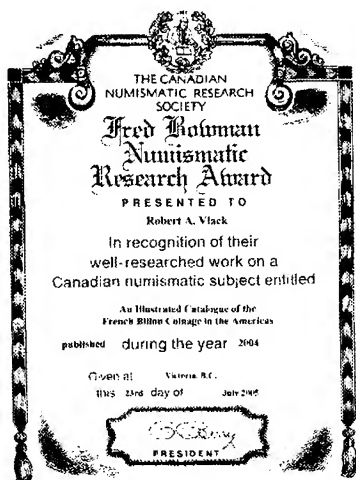 THE CANADIAN
NUMISMATIC RESEARCH
SOCIETY
Fred Bowman
Numismatic
Research Award
PRESENTED TO
Robert A. Vlack
In recognition of their
well-researched work on a
Canadian numismatic subject entitled
An Illustrated Catalogue of the
French Billon Coinage in the Americas
published during the year 2004
Given at Victoria B.C.
this 23rd day of July 2005
PRESIDENT